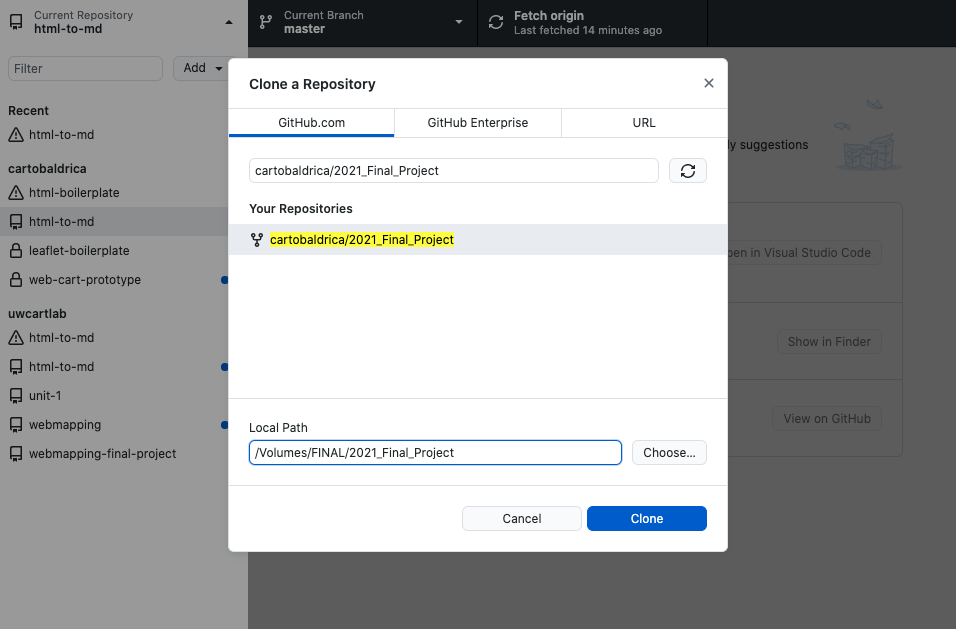 Current Repository
html-to-md
Current Branch
master
Fetch origin
Last fetched 14 minutes ago
Filter
Add
Recent
html-to-md
cartobaldrica
html-boilerplate
html-to-md
leaflet-boilerplate
web-cart-prototype
uwcartlab
html-to-md
html-to-md
unit-1
webmapping
webmapping-final-project
Clone a Repository
GitHub.com
GitHub Enterprise
URL
cartobaldrica/2021_Final_Project
Your Repositories
cartobaldrica/2021_Final_Project
Local Path
/Volumes/FINAL/2021_Final_Project
Choose...
Cancel
Clone
suggestions
in Visual Studio Code
Show in Finder
View on GitHub